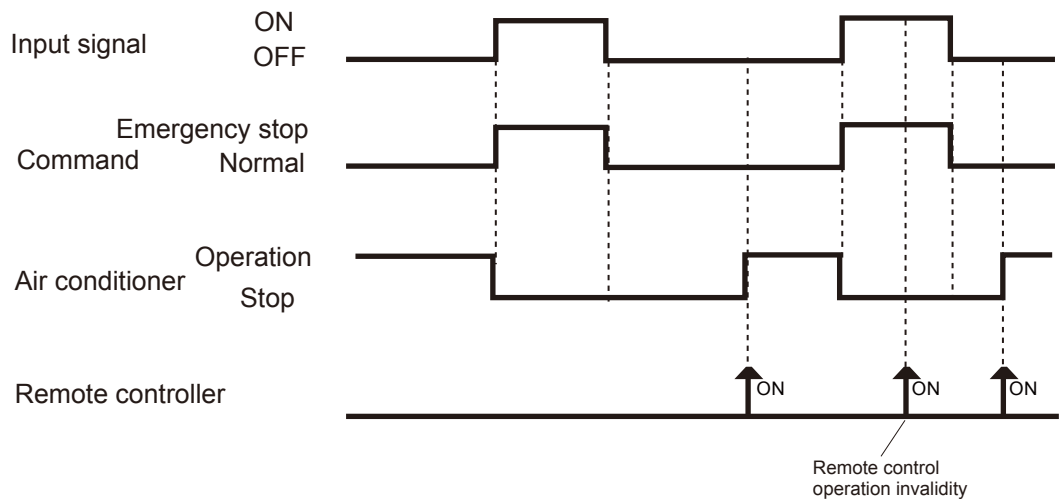 Input signal
ON
OFF
Command
Emergency stop
Normal
Air conditioner
Operation
Stop
Remote controller
ON
ON
ON
Remote control
operation invalidity